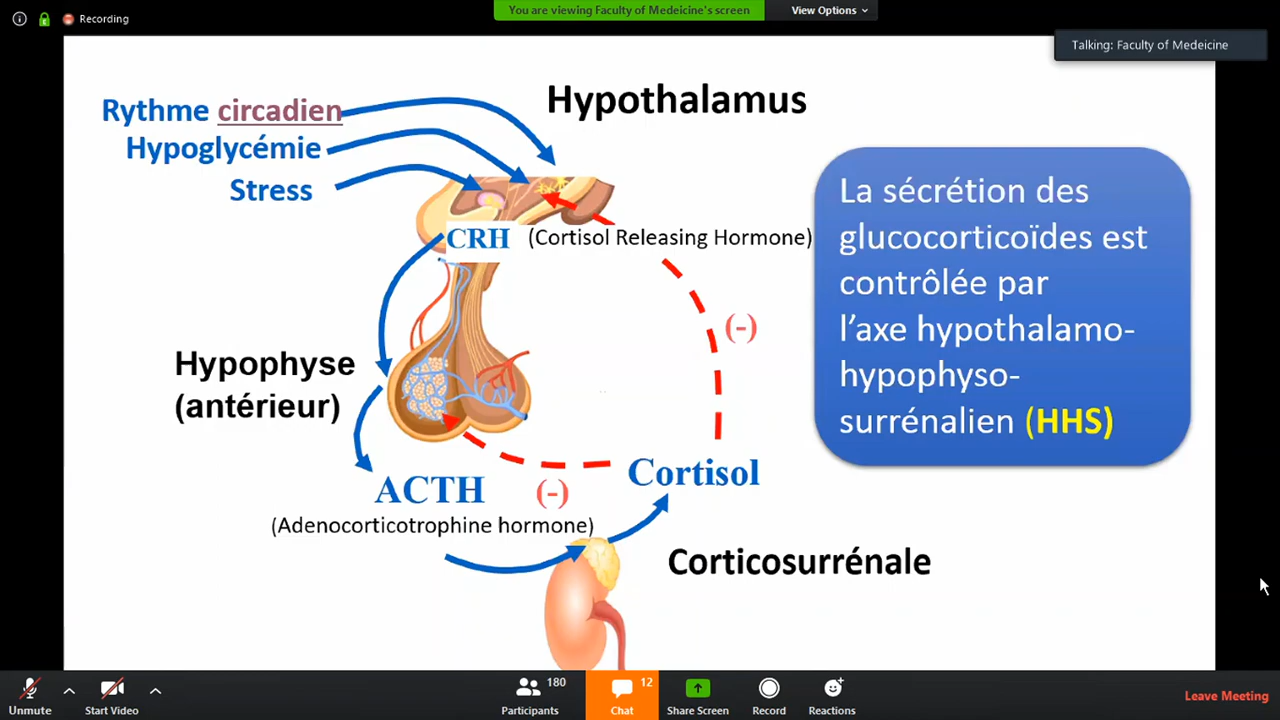 Recording
You are viewing Faculty of Medeicine's screen
View Options
Talking: Faculty of Medeicine
Hypothalamus
Rythme circadien
Hypoglycémie
Stress
CRH (Cortisol Releasing Hormone)
La sécrétion des
glucocorticoïdes est
contrôlée par
l'axe hypothalamo-
hypophyso-
surrénalien (HHS)
(-)
Hypophyse
(antérieur)
Cortisol
ACTH
(-)
(Adenocorticotrophine hormone)
Corticosurrénale
Unmute
Start Video
180
Participants
12
Chat
Share Screen
Record
Reactions
Leave Meeting